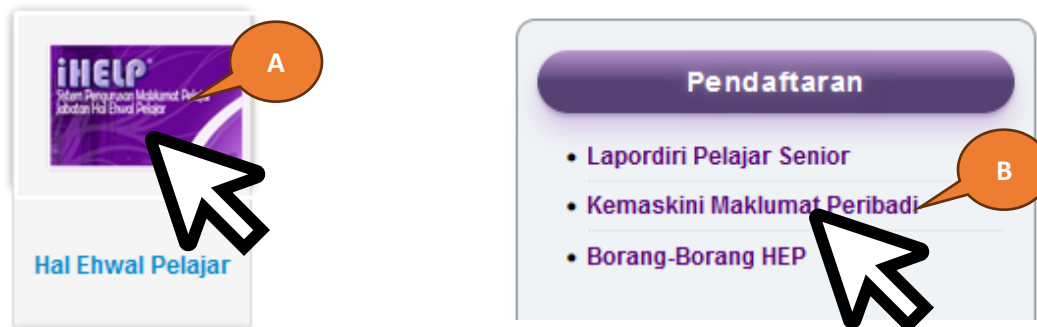 iHELP
Sistem Pengurusan Maklumat Pelajar
Jabatan Hal Ehwal Pelajar
A
Hal Ehwal Pelajar
Pendaftaran
• Lapordiri Pelajar Senior
• Kemaskini Maklumat Peribadi
B
• Borang-Borang HEP